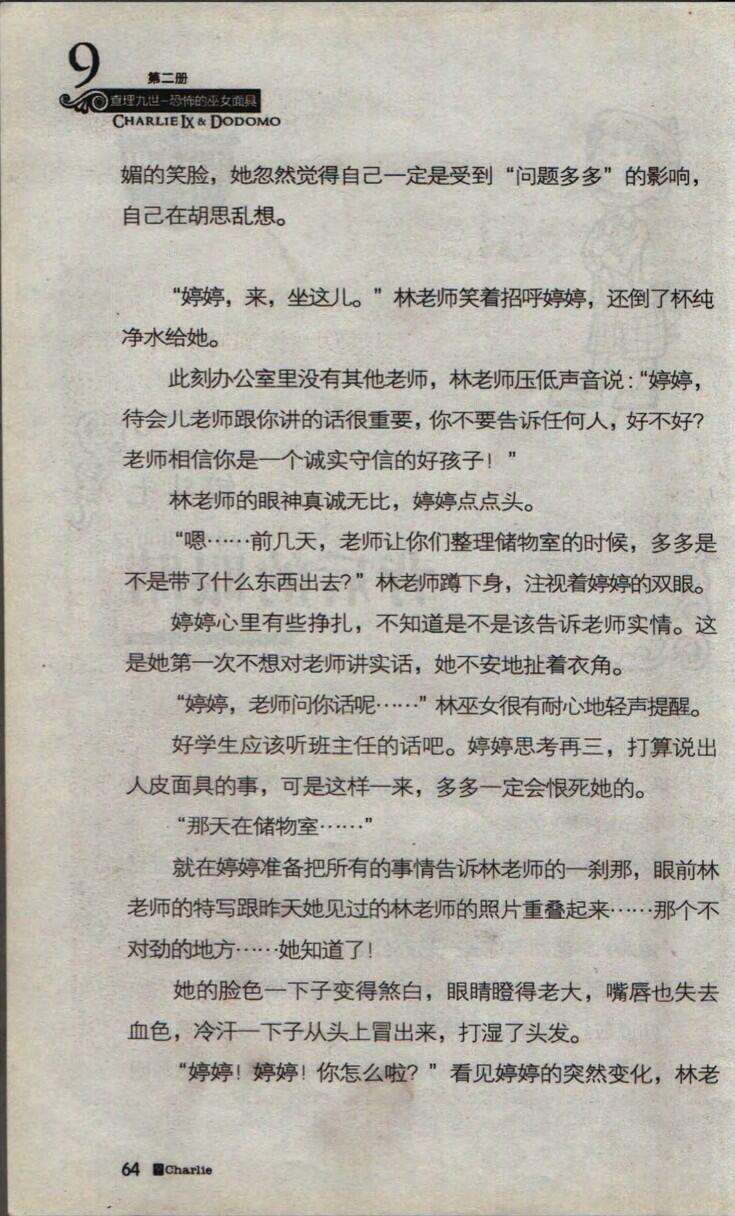 9
第二册
查理九世-恐怖的巫女面具
CHARLIE IX & DODOMO
媚的笑脸，她忽然觉得自己一定是受到“问题多多”的影响，
自己在胡思乱想。
“婷婷，来，坐这儿。”林老师笑着招呼婷婷，还倒了杯纯
净水给她。
此刻办公室里没有其他老师，林老师压低声音说：“婷婷，
待会儿老师跟你讲的话很重要，你不要告诉任何人，好不好？
老师相信你是一个诚实守信的好孩子！”
林老师的眼神真诚无比，婷婷点点头。
“嗯……前几天，老师让你们整理储物室的时候，多多是
不是带了什么东西出去？”林老师蹲下身，注视着婷婷的双眼。
婷婷心里有些挣扎，不知道是不是该告诉老师实情。这
是她第一次不想对老师讲实话，她不安地扯着衣角。
“婷婷，老师问你话呢……”林巫女很有耐心地轻声提醒。
好学生应该听班主任的话吧。婷婷思考再三，打算说出
人皮面具的事，可是这样一来，多多一定会恨死她的。
“那天在储物室……”
就在婷婷准备把所有的事情告诉林老师的一刹那，眼前林
老师的特写跟昨天她见过的林老师的照片重叠起来……那个不
对劲的地方……她知道了！
她的脸色一下子变得煞白，眼睛瞪得老大，嘴唇也失去
血色，冷汗一下子从头上冒出来，打湿了头发。
“婷婷！婷婷！你怎么啦？”看见婷婷的突然变化，林老
64 Charlie